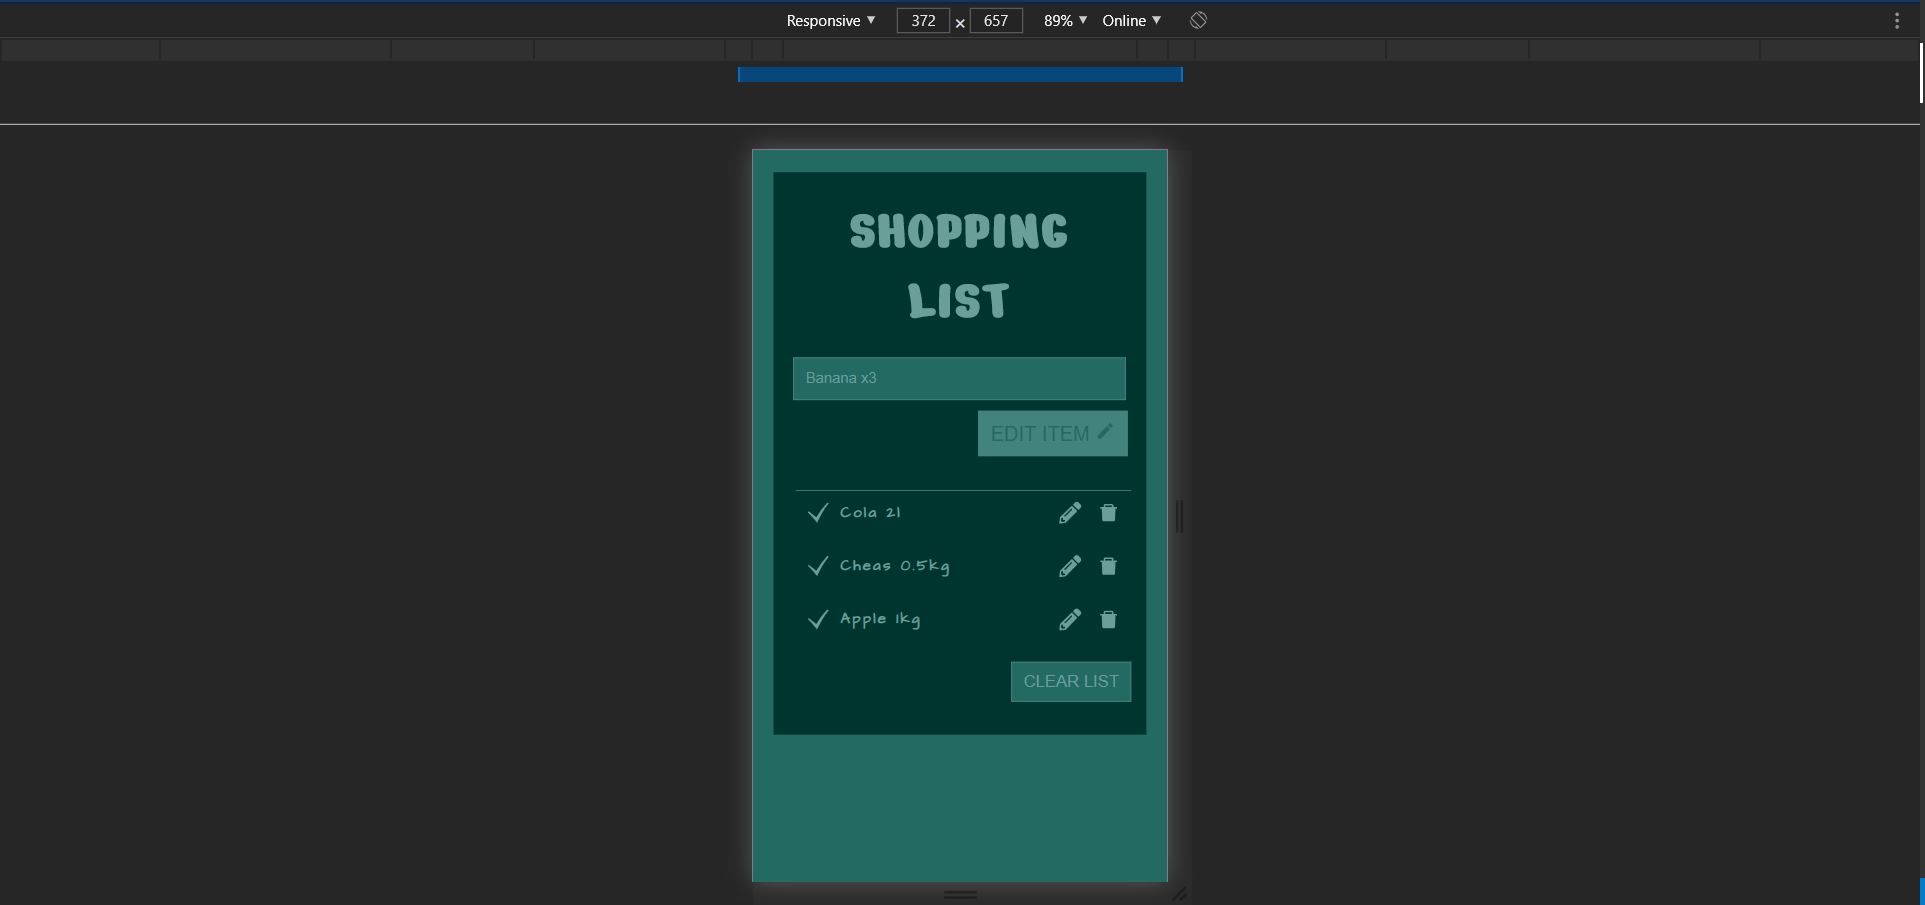 Responsive ▼ 372 × 657 89% ▼ Online ▼
SHOPPING
LIST
Banana x3
EDIT ITEM
Cola 2l
Cheas 0.5kg
Apple 1kg
CLEAR LIST